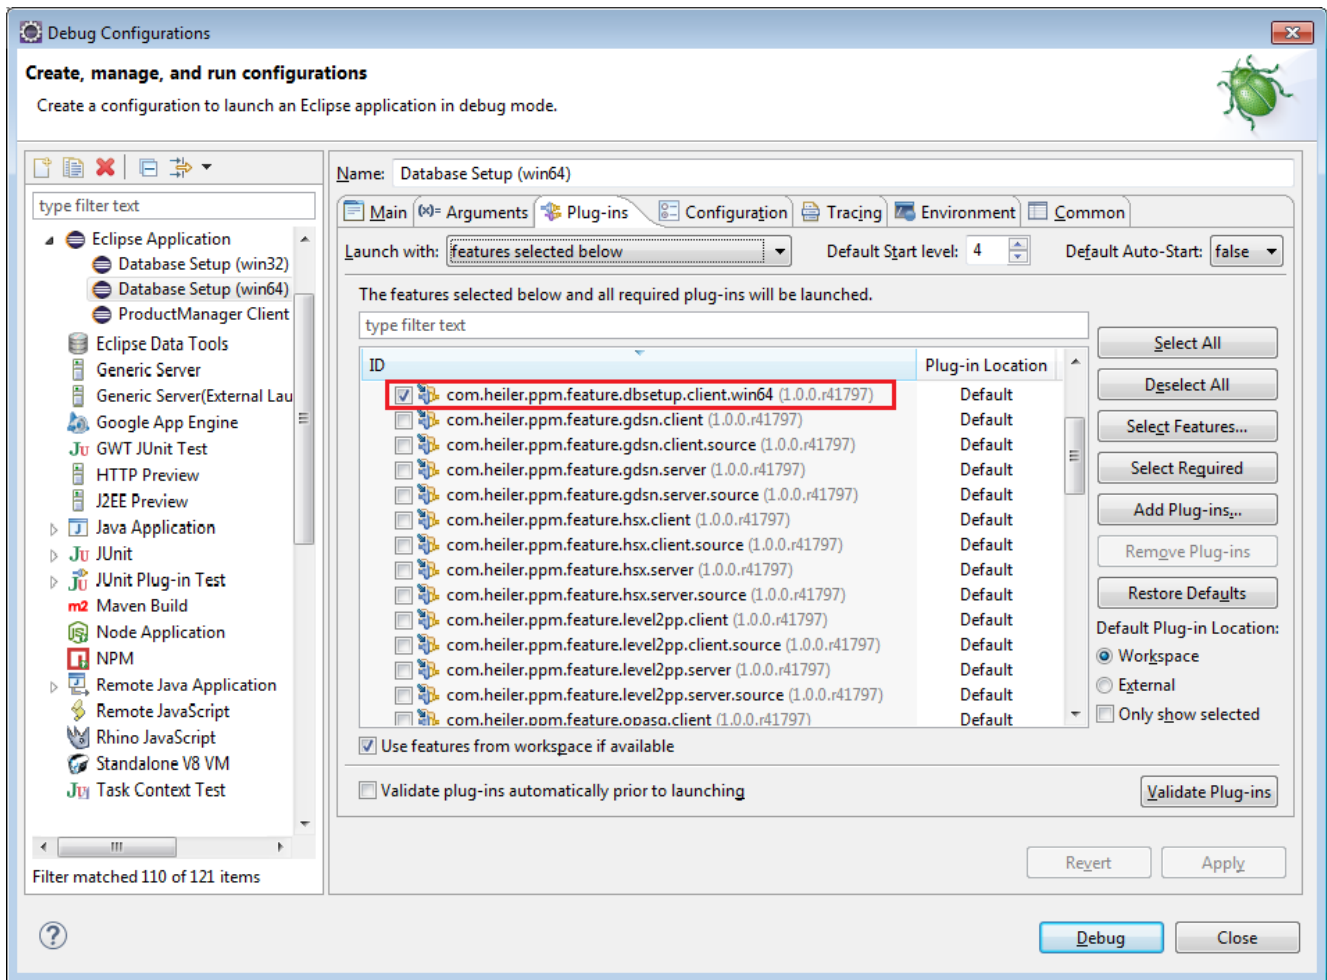 Debug Configurations
Create, manage, and run configurations
Create a configuration to launch an Eclipse application in debug mode.
type filter text
Eclipse Application
Database Setup (win32)
Database Setup (win64)
ProductManager Client
Eclipse Data Tools
Generic Server
Generic Server(External Lau
Google App Engine
Ju GWT JUnit Test
HTTP Preview
J2EE Preview
J Java Application
Ju JUnit
Jü JUnit Plug-in Test
m2 Maven Build
JS Node Application
NPM
Remote Java Application
Remote JavaScript
Rhino JavaScript
Standalone V8 VM
Ju Task Context Test
Filter matched 110 of 121 items
Name: Database Setup (win64)
Main (x)= Arguments Plug-ins Configuration Tracing Environment Common
Launch with: features selected below Default Start level: 4 Default Auto-Start: false
The features selected below and all required plug-ins will be launched.
type filter text
ID Plug-in Location
com.heiler.ppm.feature.dbsetup.client.win64 (1.0.0.r41797) Default
com.heiler.ppm.feature.gdsn.client (1.0.0.r41797) Default
com.heiler.ppm.feature.gdsn.client.source (1.0.0.r41797) Default
com.heiler.ppm.feature.gdsn.server (1.0.0.r41797) Default
com.heiler.ppm.feature.gdsn.server.source (1.0.0.r41797) Default
com.heiler.ppm.feature.hsx.client (1.0.0.r41797) Default
com.heiler.ppm.feature.hsx.client.source (1.0.0.r41797) Default
com.heiler.ppm.feature.hsx.server (1.0.0.r41797) Default
com.heiler.ppm.feature.hsx.server.source (1.0.0.r41797) Default
com.heiler.ppm.feature.level2pp.client (1.0.0.r41797) Default
com.heiler.ppm.feature.level2pp.client.source (1.0.0.r41797) Default
com.heiler.ppm.feature.level2pp.server (1.0.0.r41797) Default
com.heiler.ppm.feature.level2pp.server.source (1.0.0.r41797) Default
com.heiler.ppm.feature.opasg.client (1.0.0.r41797) Default
Select All
Deselect All
Select Features...
Select Required
Add Plug-ins...
Remove Plug-ins
Restore Defaults
Default Plug-in Location:
Workspace
External
Only show selected
Use features from workspace if available
Validate plug-ins automatically prior to launching
Validate Plug-ins
Revert Apply
? Debug Close